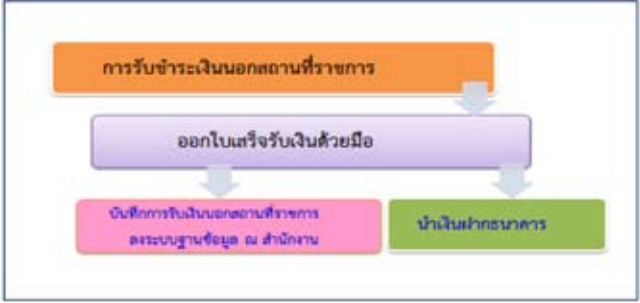 การรับชำระเงินนอกสถานที่ราชการ
ออกใบเสร็จรับเงินด้วยมือ
บันทึกการรับเงินนอกสถานที่ราชการ
ลงระบบฐานข้อมูล ณ สำนักงาน
นำเงินฝากธนาคาร